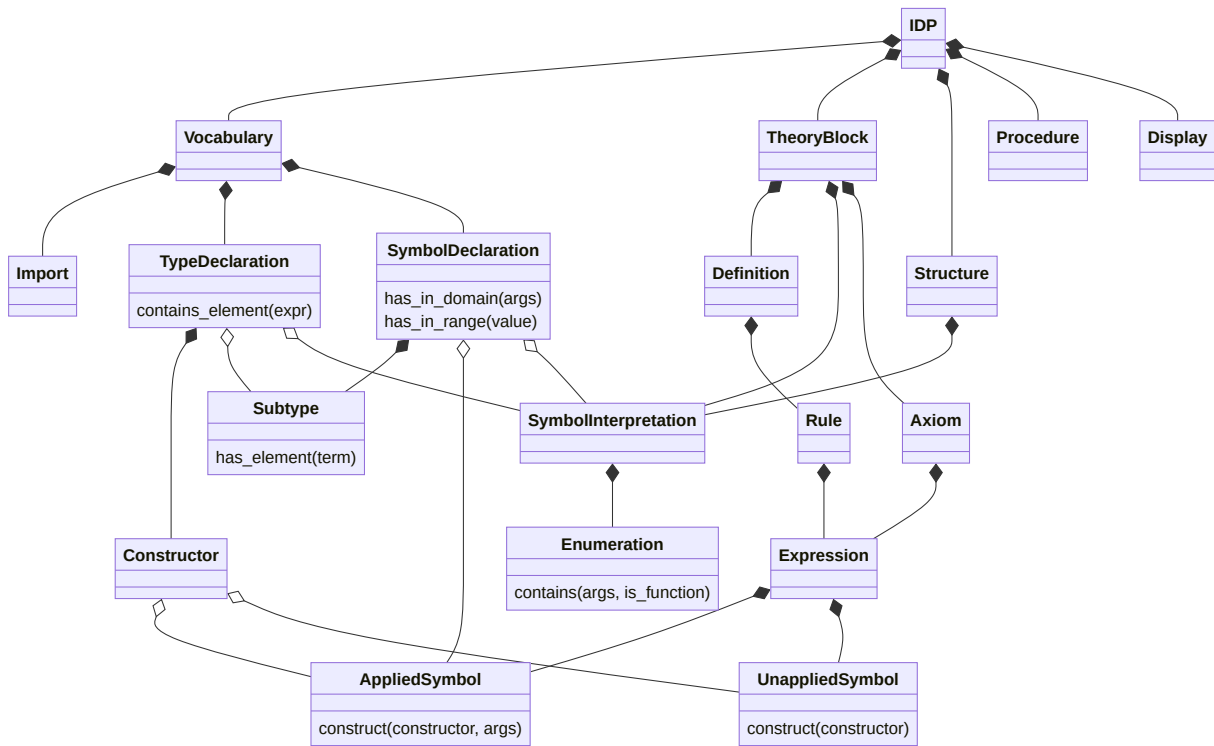 IDP
Vocabulary
TheoryBlock
Procedure
Display
Import
TypeDeclaration
contains_element(expr)
SymbolDeclaration
has_in_domain(args)
has_in_range(value)
Definition
Structure
Subtype
has_element(term)
SymbolInterpretation
Rule
Axiom
Constructor
Enumeration
contains(args, is_function)
Expression
AppliedSymbol
construct(constructor, args)
UnappliedSymbol
construct(constructor)